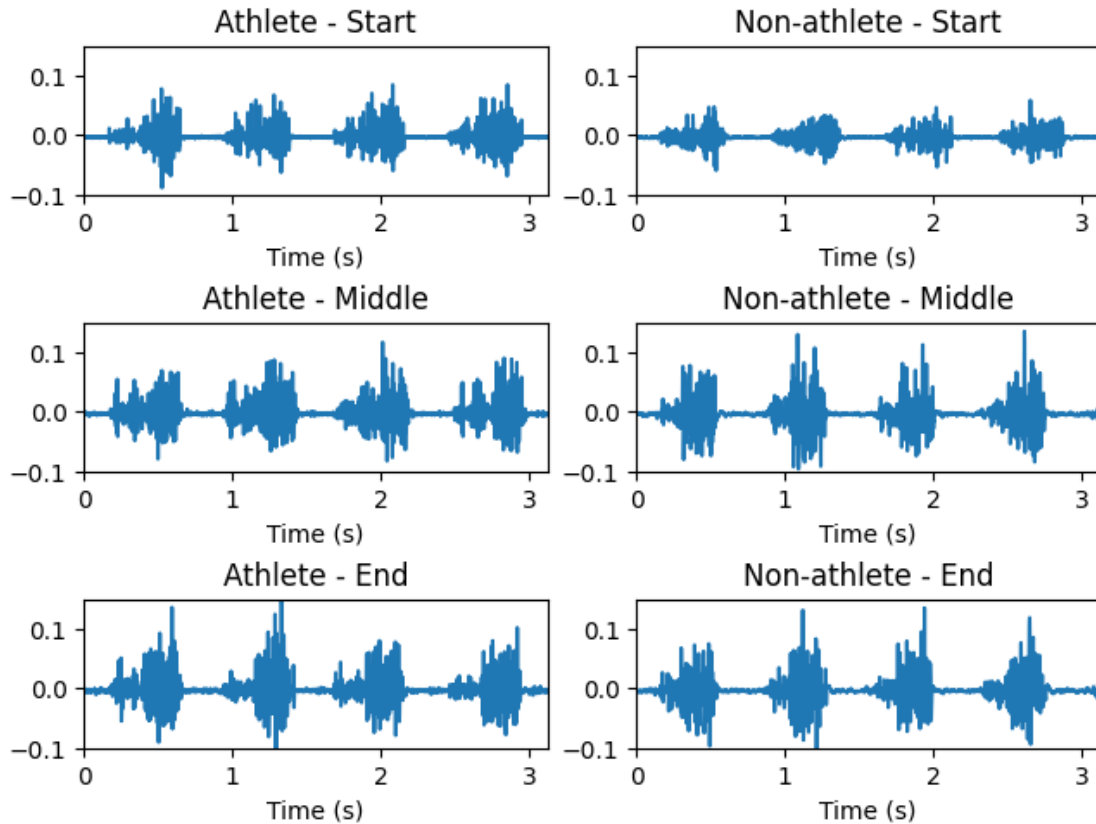 Athlete - Start
Non-athlete - Start
0.1
0.0
−0.1
0 1 2 3
Time (s)
0.1
0.0
−0.1
0 1 2 3
Time (s)
Athlete - Middle
Non-athlete - Middle
0.1
0.0
−0.1
0 1 2 3
Time (s)
0.1
0.0
−0.1
0 1 2 3
Time (s)
Athlete - End
Non-athlete - End
0.1
0.0
−0.1
0 1 2 3
Time (s)
0.1
0.0
−0.1
0 1 2 3
Time (s)